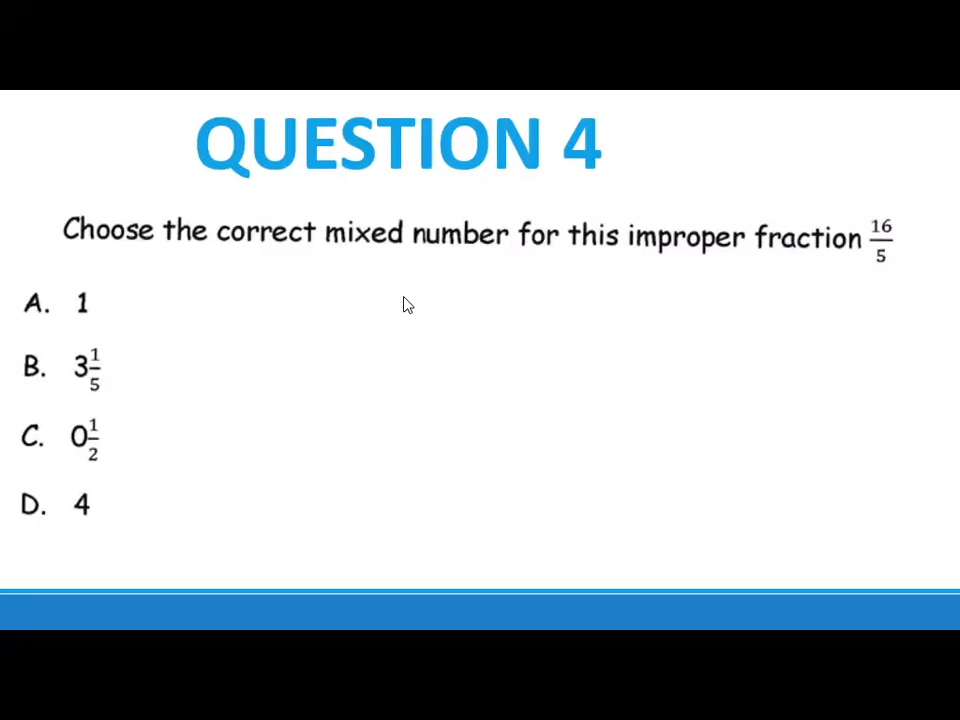 QUESTION 4
Choose the correct mixed number for this improper fraction 16/5
A. 1
B. 3 1/5
C. 0 1/2
D. 4